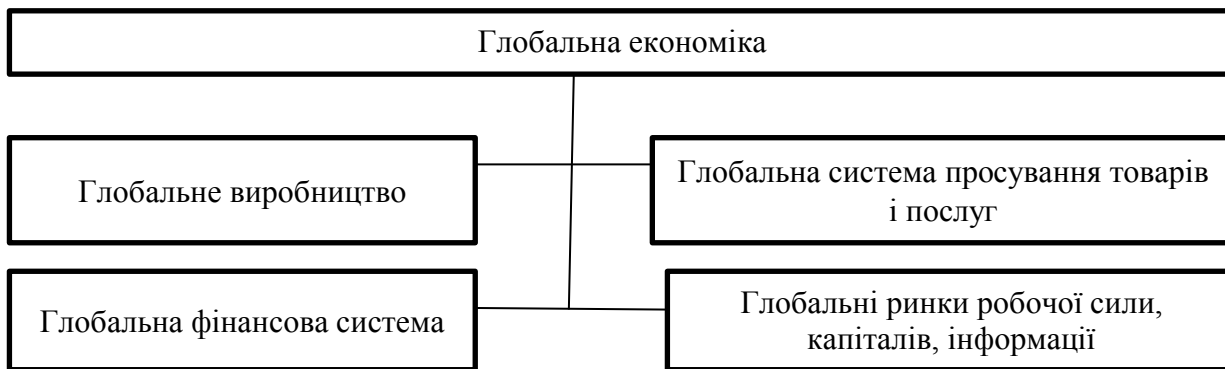 Глобальна економіка
Глобальне виробництво
Глобальна система просування товарів
і послуг
Глобальна фінансова система
Глобальні ринки робочої сили,
капіталів, інформації